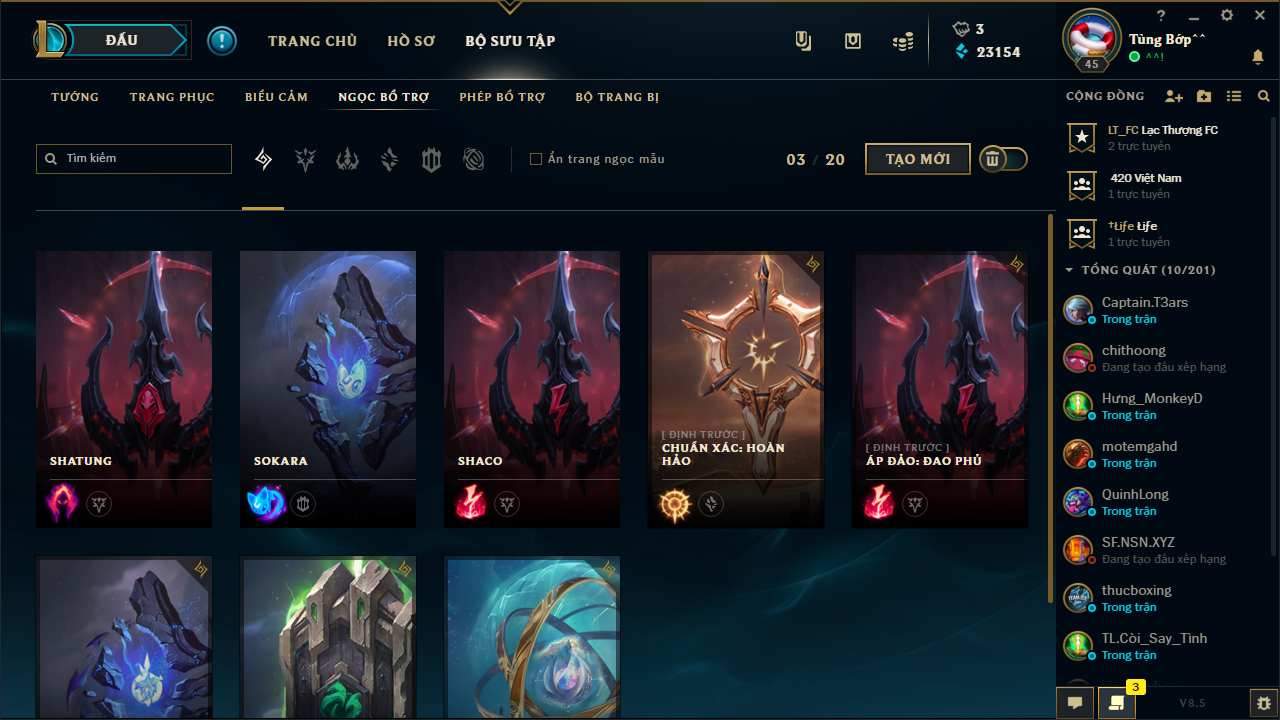 ĐẤU
TRANG CHỦ
HỒ SƠ
BỘ SƯU TẬP
3
23154
45
Tùng Bớp^^
^^!
TƯỚNG
TRANG PHỤC
BIỂU CẢM
NGỌC BỔ TRỢ
PHÉP BỔ TRỢ
BỘ TRANG BỊ
Tìm kiếm
Ẩn trang ngọc mẫu
03 / 20
TẠO MỚI
SHATUNG
SOKARA
SHACO
[ ĐỊNH TRƯỚC ]
CHUẨN XÁC: HOÀN
HẢO
[ ĐỊNH TRƯỚC ]
ÁP ĐẢO: ĐAO PHỦ
CỘNG ĐỒNG
LT_FC Lạc Thượng FC
2 trực tuyến
420 Việt Nam
1 trực tuyến
†Life Life
1 trực tuyến
TỔNG QUÁT (10/201)
Captain.T3ars
Trong trận
chithoong
Đang tạo đấu xếp hạng
Hưng_MonkeyD
Trong trận
motemgahd
Trong trận
QuinhLong
Trong trận
SF.NSN.XYZ
Đang tạo đấu xếp hạng
thucboxing
Trong trận
TL.Còi_Say_Tình
Trong trận
3
V8.5